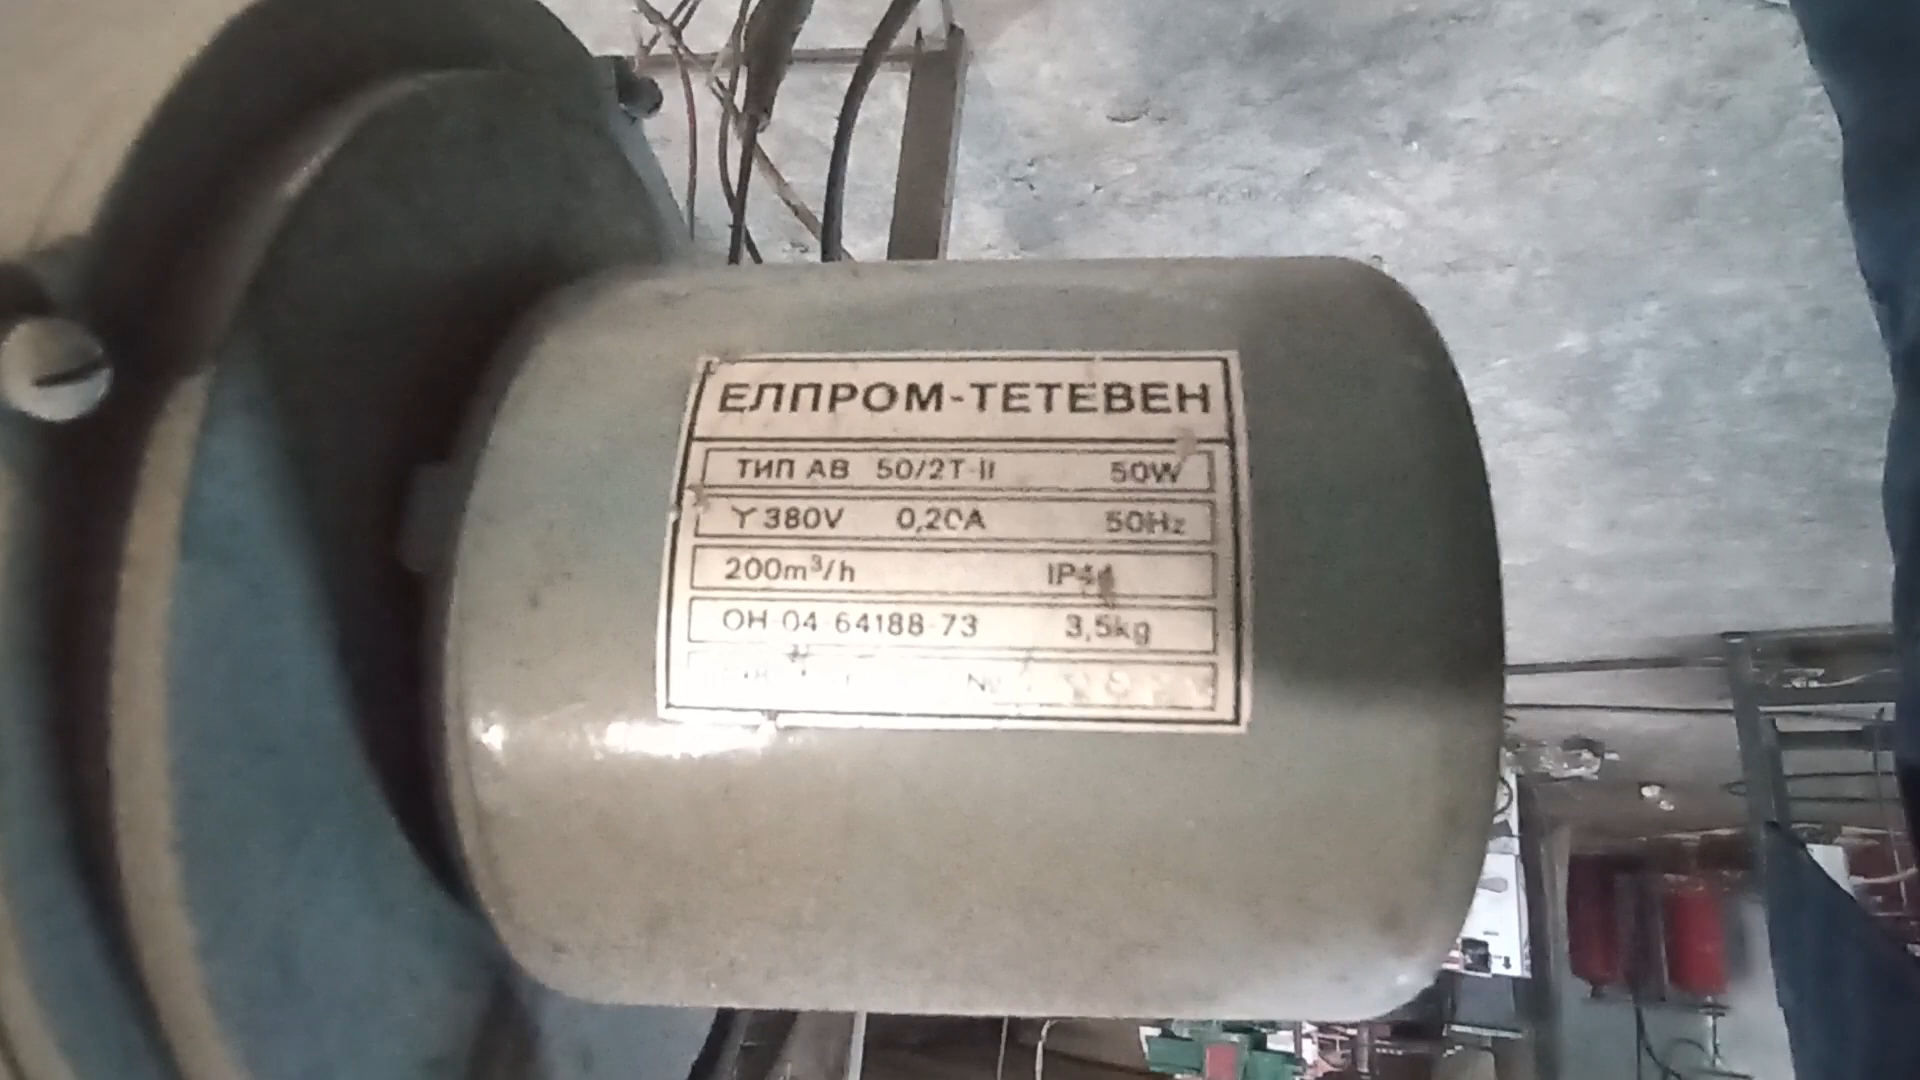 ЕЛПРОМ-ТЕТЕВЕН
ТИП АВ 50/2Т-II 50W
Y 380V 0,20A 50Hz
200m³/h IP44
ОН-04-64188-73 3,5kg
№